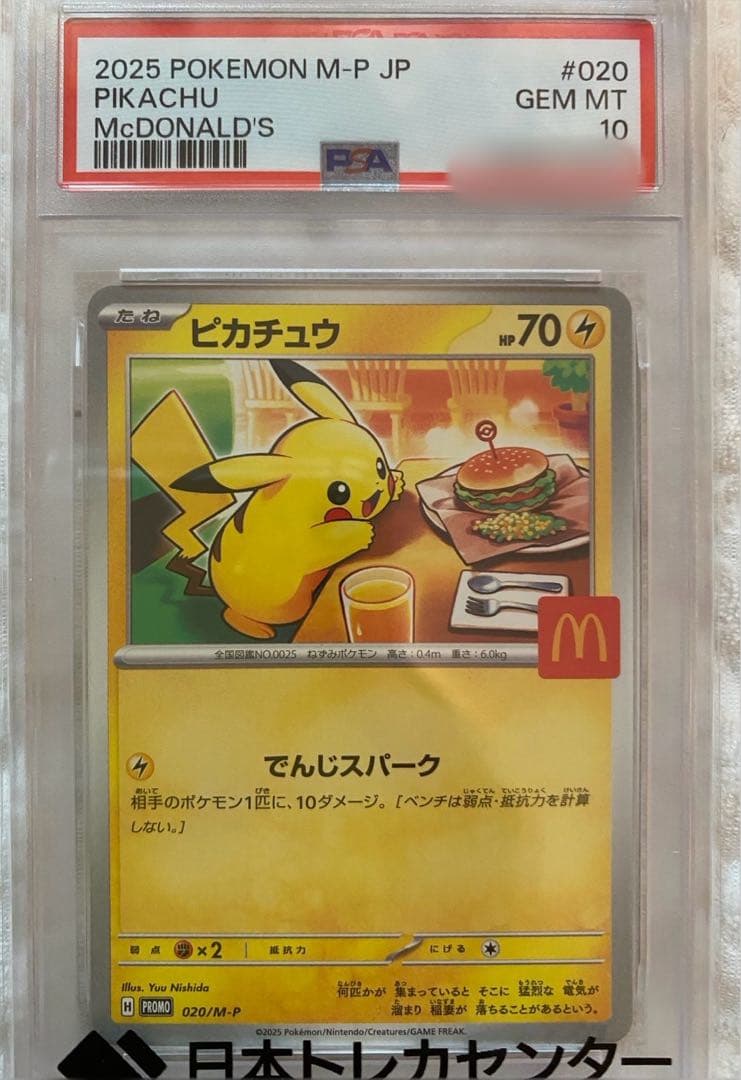 2025 POKEMON M-P JP #020
PIKACHU GEM MT
McDONALD'S 10
PSA
たね ピカチュウ HP 70
全国図鑑NO.0025 ねずみポケモン 高さ:0.4m 重さ:6.0kg
でんじスパーク
相手のポケモン1匹に、10ダメージ。[ベンチは弱点・抵抗力を計算
しない。]
弱点 ×2 抵抗力 にげる
Illus. Yuu Nishida
何匹かが 集まっていると そこに 猛烈な 電気が
溜まり 稲妻が 落ちることがあるという。
H PROMO 020/M-P
©2025 Pokémon/Nintendo/Creatures/GAME FREAK.
日本トレカセンター